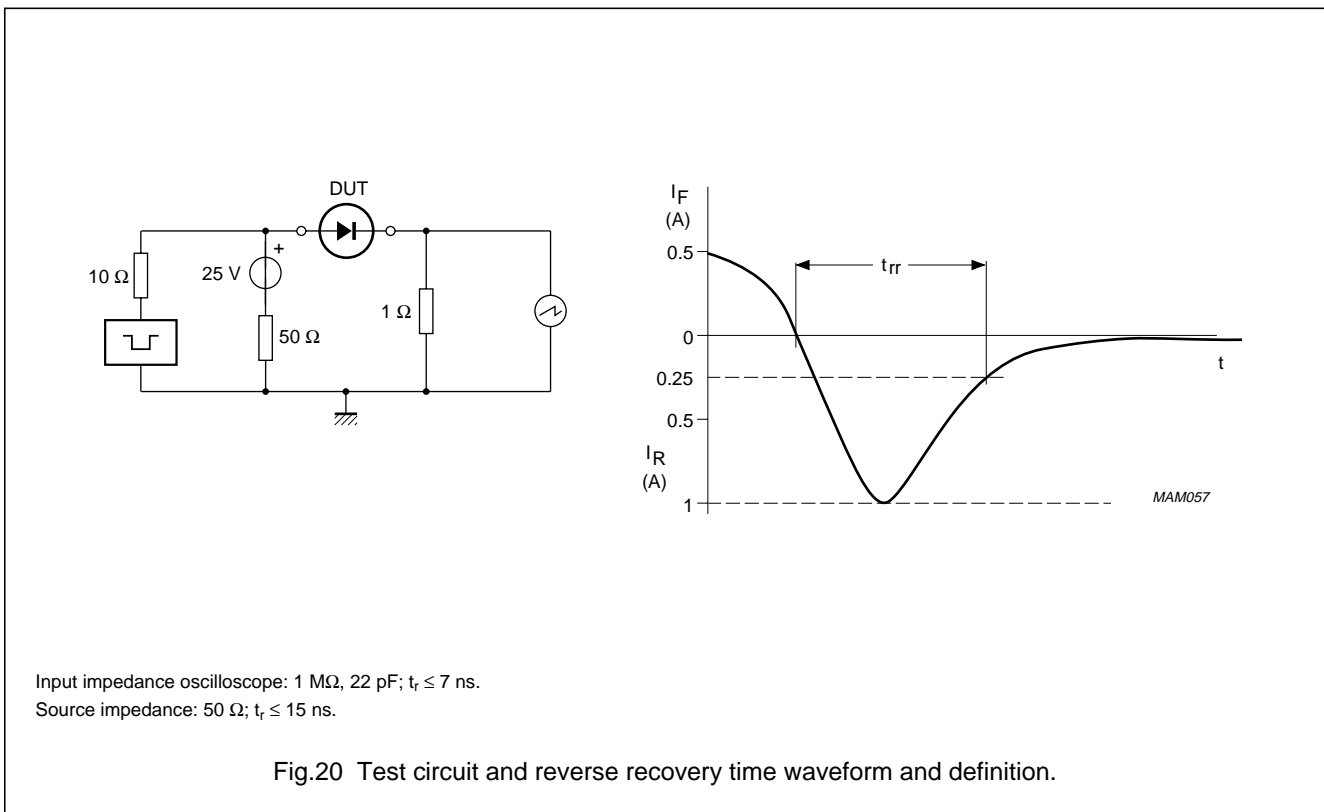 DUT
+
10 Ω
25 V
1 Ω
50 Ω
I_F
(A)
0.5
t_rr
0
t
0.25
0.5
I_R
(A)
1
MAM057
Input impedance oscilloscope: 1 MΩ, 22 pF; t_r ≤ 7 ns.
Source impedance: 50 Ω; t_r ≤ 15 ns.
Fig.20 Test circuit and reverse recovery time waveform and definition.